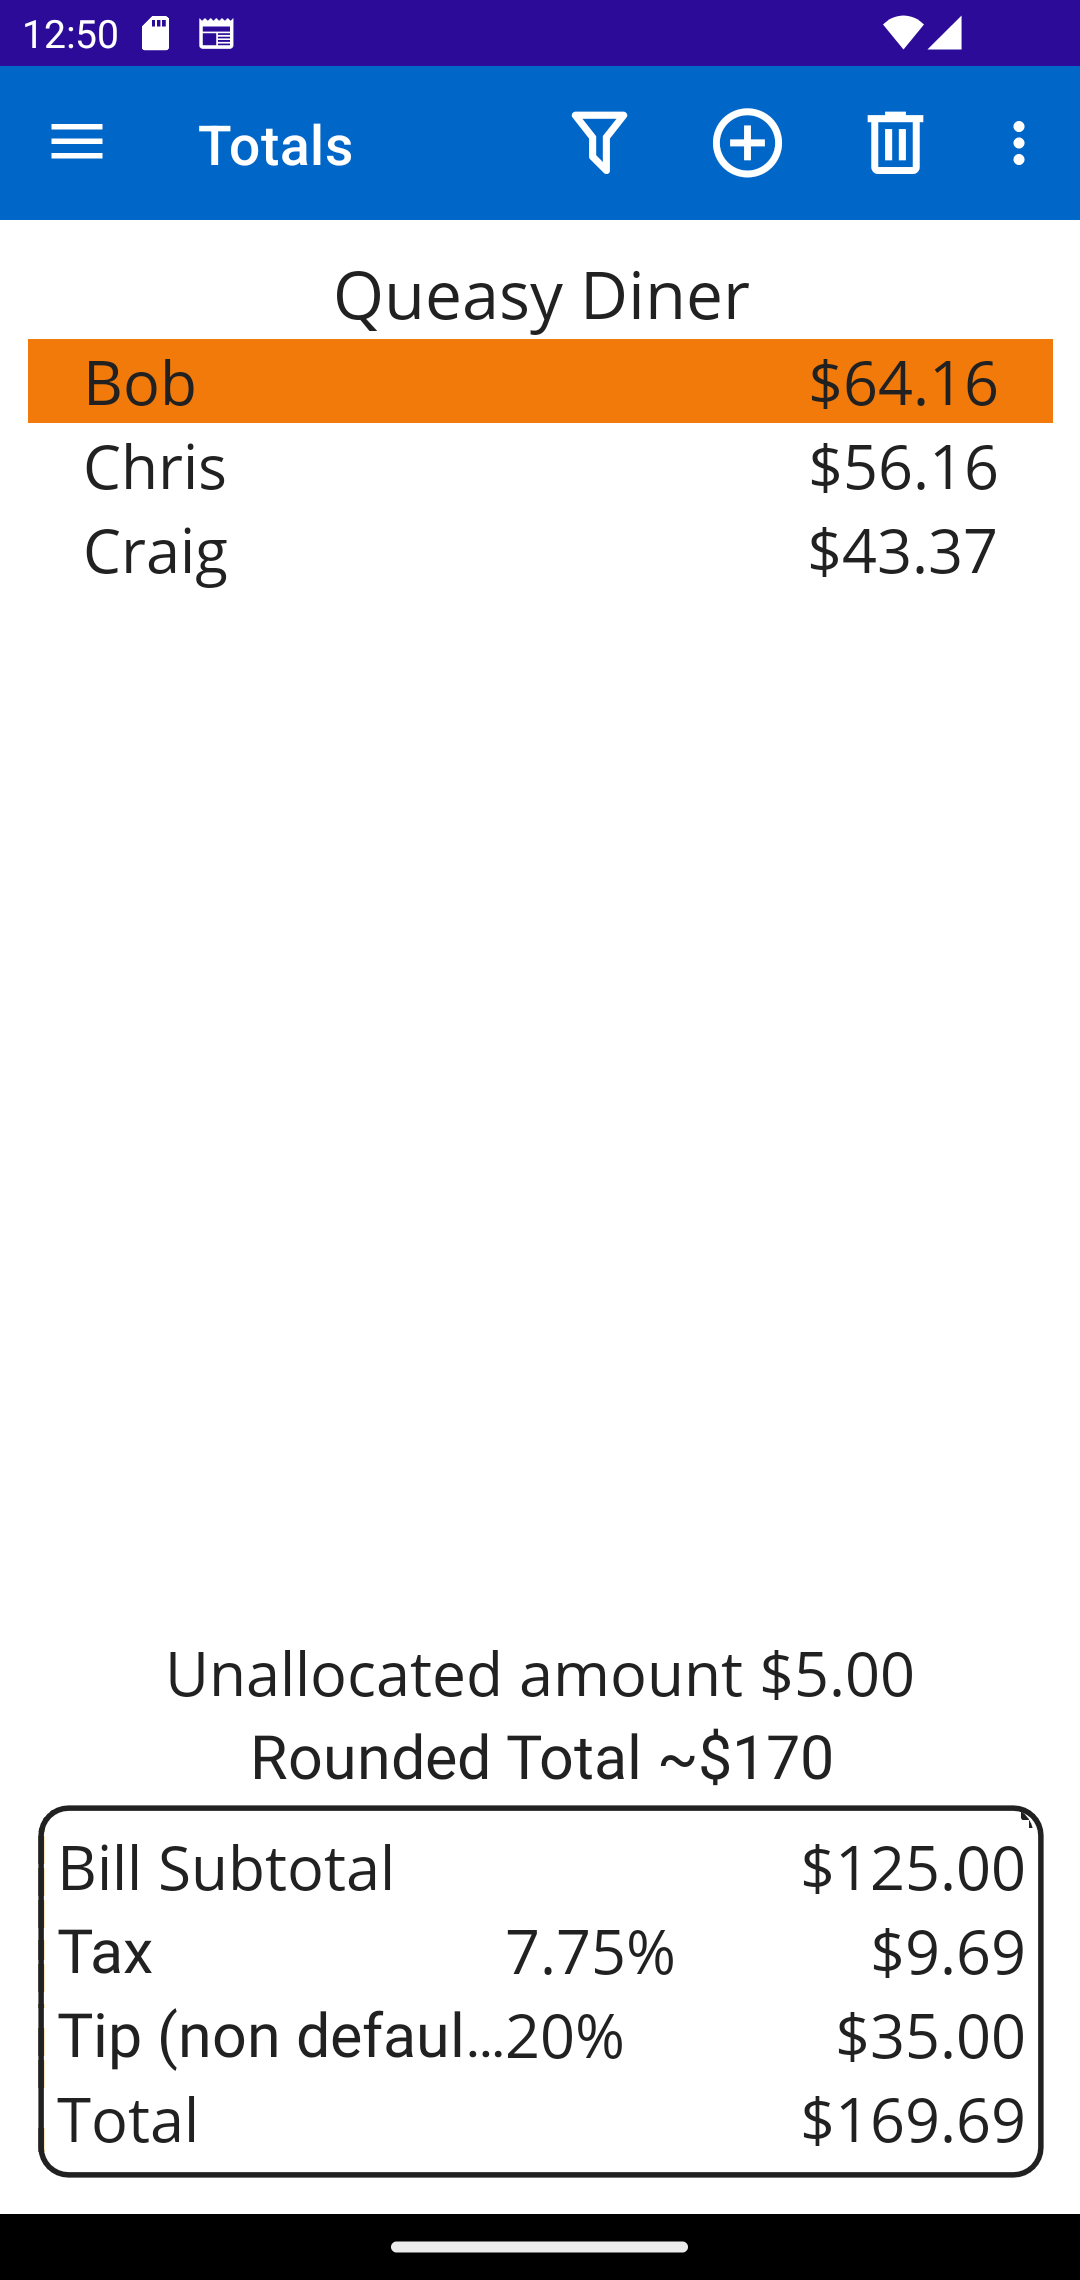 12:50
Totals
Queasy Diner
Bob $64.16
Chris $56.16
Craig $43.37
Unallocated amount $5.00
Rounded Total ~$170
Bill Subtotal $125.00
Tax 7.75% $9.69
Tip (non defaul...20% $35.00
Total $169.69